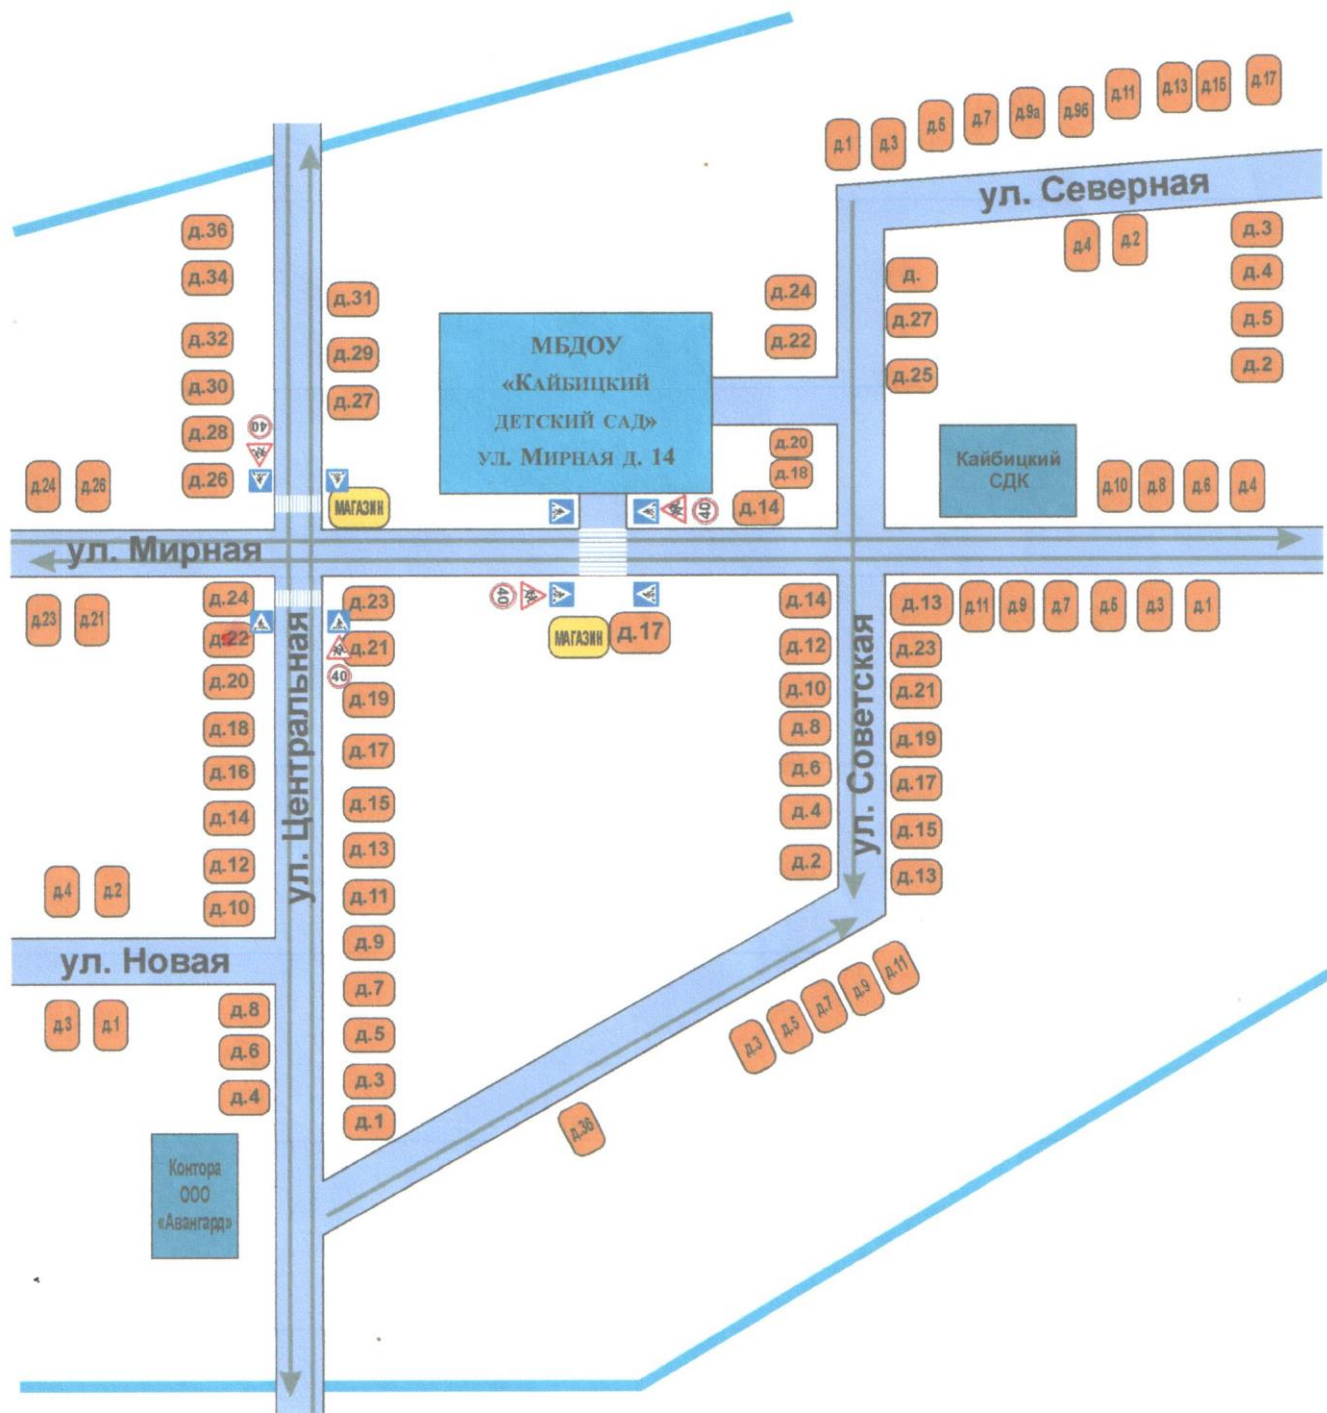 д.1
д.3
д.5
д.7
д.9а
д.9б
д.11
д.13
д.15
д.17
ул. Северная
д.4
д.2
д.3
д.4
д.5
д.2
д.36
д.34
д.32
д.30
д.28
д.26
д.31
д.29
д.27
40
МБДОУ
«КАЙБИЦКИЙ
ДЕТСКИЙ САД»
УЛ. МИРНАЯ Д. 14
д.24
д.22
д.20
д.18
д.14
д.
д.27
д.25
Кайбицкий
СДК
д.10
д.8
д.6
д.4
д.24
д.26
МАГАЗИН
40
ул. Мирная
д.23
д.21
40
МАГАЗИН
д.17
д.24
д.22
д.20
д.18
д.16
д.14
д.12
д.10
ул. Центральная
д.23
д.21
40
д.19
д.17
д.15
д.13
д.11
д.9
д.7
д.5
д.3
д.1
д.14
д.12
д.10
д.8
д.6
д.4
д.2
ул. Советская
д.13
д.11
д.9
д.7
д.5
д.3
д.1
д.23
д.21
д.19
д.17
д.15
д.13
д.4
д.2
ул. Новая
д.3
д.1
д.8
д.6
д.4
Контора
ООО
«Авангард»
д.36
д.3
д.5
д.7
д.9
д.11